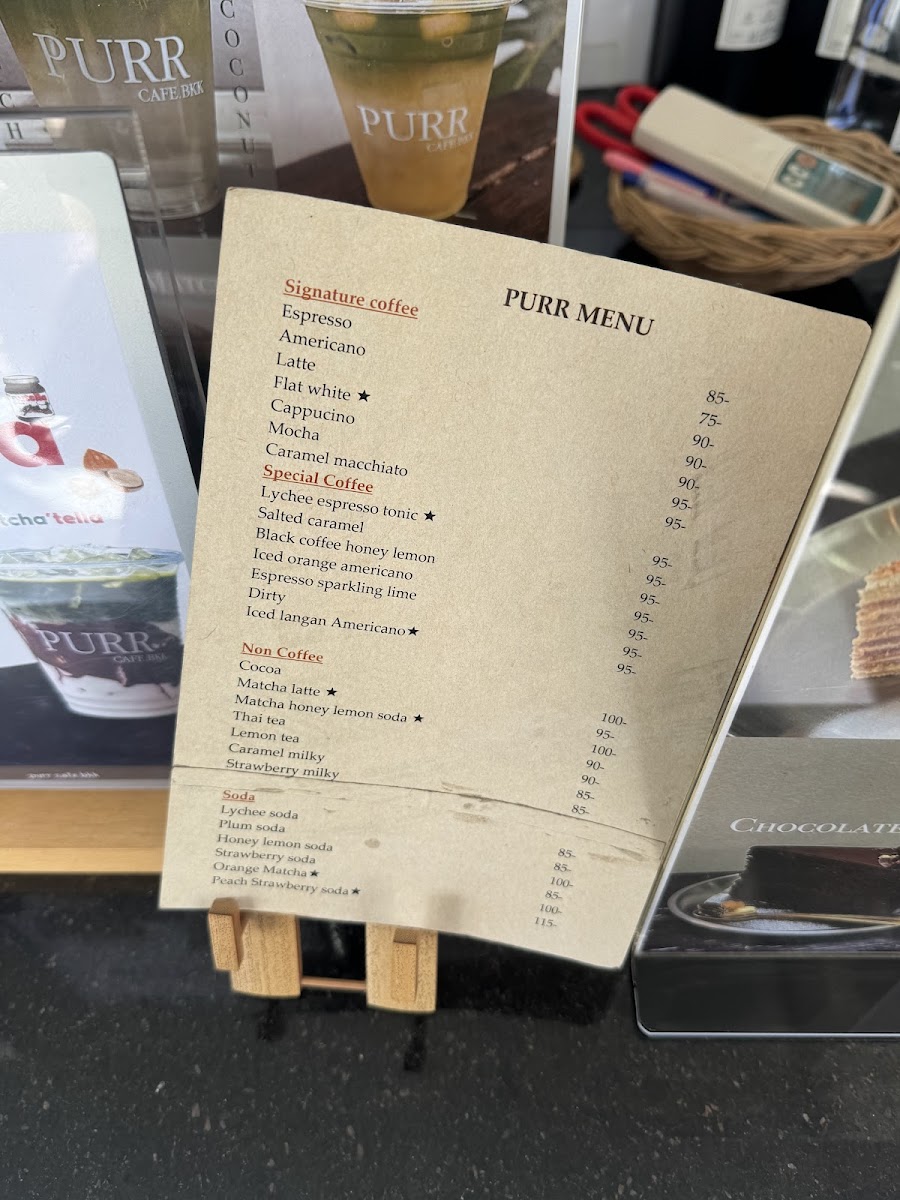 PURR
CAFE.BKK
COCONUT
PURR
CAFE.BKK
PURR MENU
Signature coffee
Espresso 85-
Americano 75-
Latte 90-
Flat white ★ 90-
Cappucino 90-
Mocha 95-
Caramel macchiato 95-
Special Coffee
Lychee espresso tonic ★ 95-
Salted caramel 95-
Black coffee honey lemon 95-
Iced orange americano 95-
Espresso sparkling lime 95-
Dirty 95-
Iced langan Americano★ 95-
Non Coffee
Cocoa 100-
Matcha latte ★ 95-
Matcha honey lemon soda ★ 100-
Thai tea 90-
Lemon tea 90-
Caramel milky 85-
Strawberry milky 85-
Soda
Lychee soda 85-
Plum soda 85-
Honey lemon soda 100-
Strawberry soda 85-
Orange Matcha★ 100-
Peach Strawberry soda★ 115-
a
tcha'tella
PURR
CAFE.BKK
CHOCOLATE